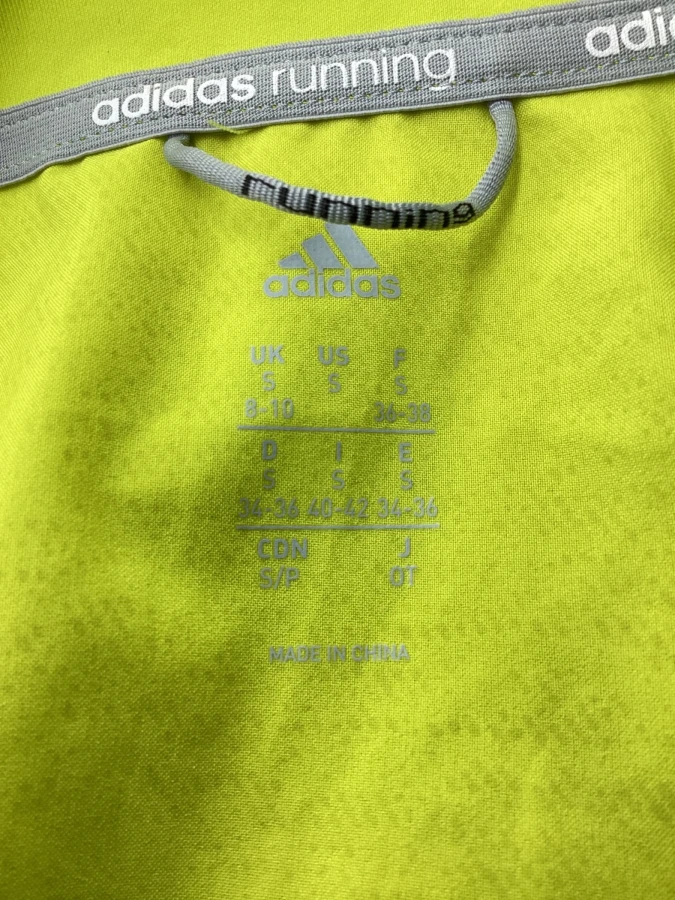 adidas running
adi
running
adidas
UK US F
S S S
8-10 36-38
D I E
S S S
34-36 40-42 34-36
CDN J
S/P OT
MADE IN CHINA